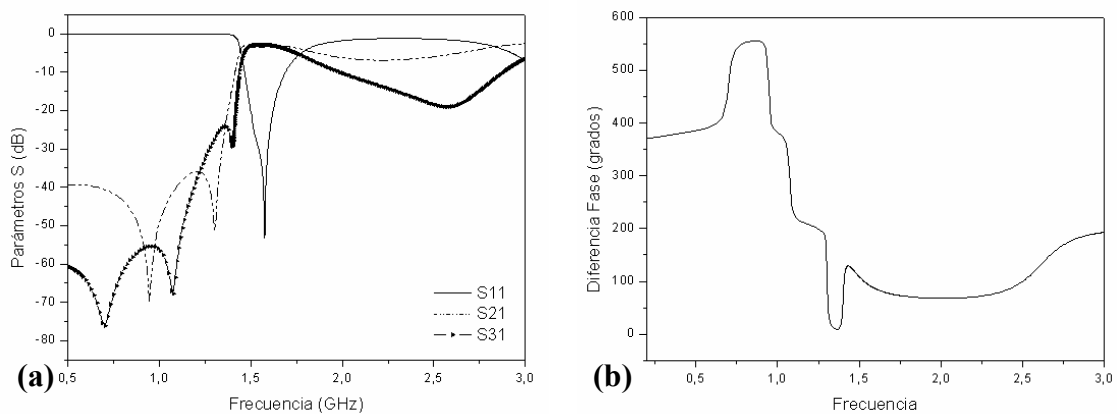 0
-10
-20
-30
-40
-50
-60
-70
-80
Parámetros S (dB)
S11
S21
S31
0,5 1,0 1,5 2,0 2,5 3,0
Frecuencia (GHz)
(a)
600
500
400
300
200
100
0
Diferencia Fase (grados)
0,5 1,0 1,5 2,0 2,5 3,0
Frecuencia
(b)